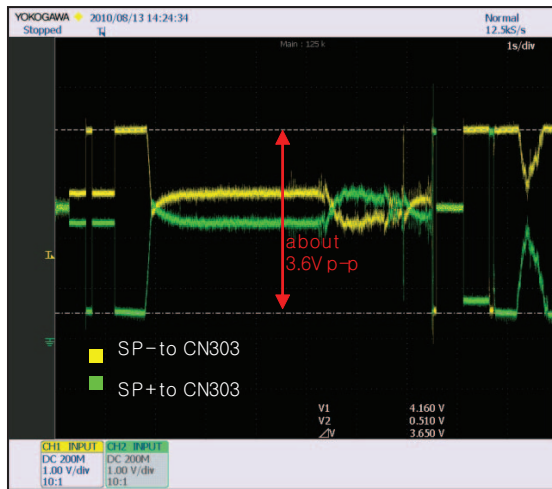 YOKOGAWA 2010/08/13 14:24:34 Normal
Stopped 12.5kS/s
Main : 125 k 1s/div
about
3.6V p-p
SP- to CN303
SP+ to CN303
V1 4.160 V
V2 0.510 V
⊿V 3.650 V
CH1 INPUT CH2 INPUT
DC 200M DC 200M
1.00 V/div 1.00 V/div
10:1 10:1